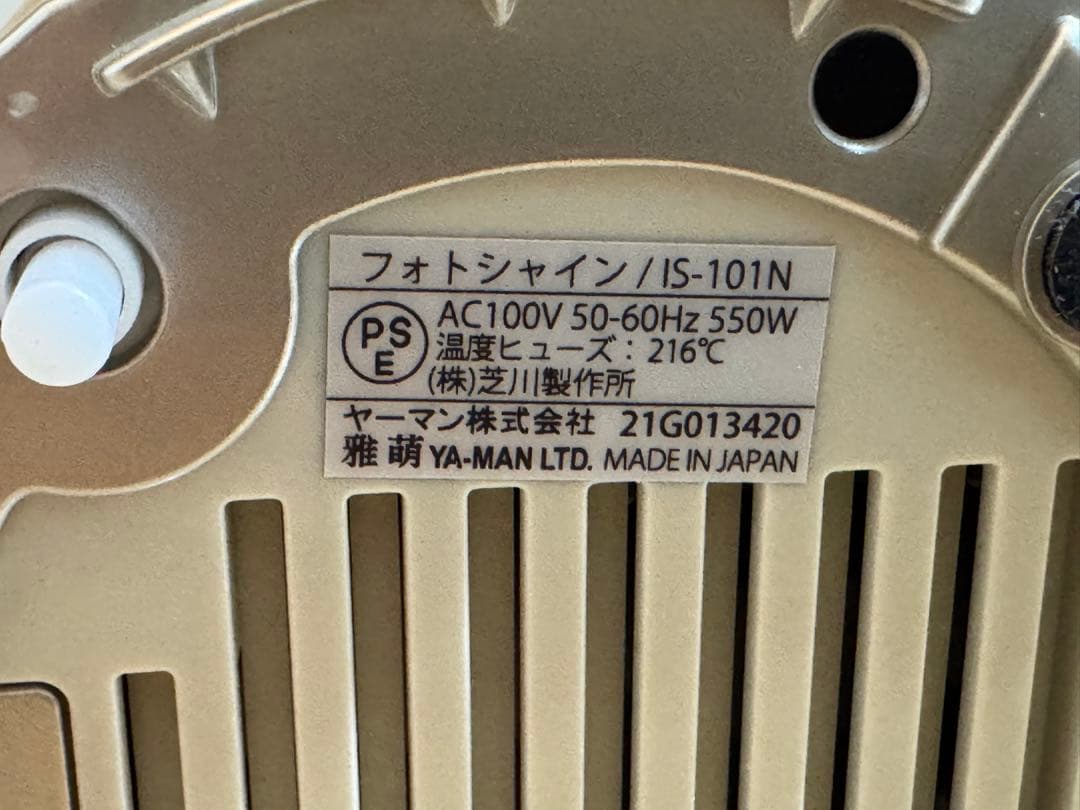 フォトシャイン/IS-101N
PS
E
AC100V 50-60Hz 550W
温度ヒューズ：216℃
(株)芝川製作所
ヤーマン株式会社 21G013420
雅萌 YA-MAN LTD. MADE IN JAPAN